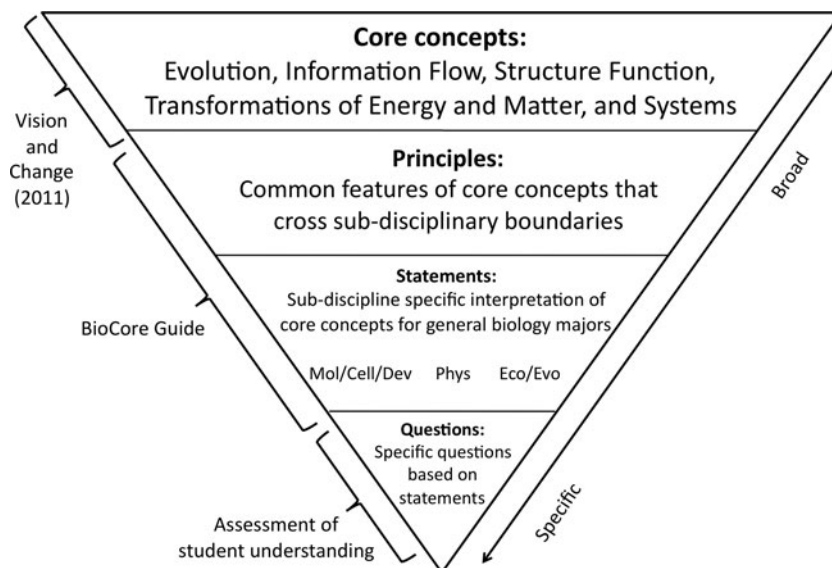 Core concepts:
Evolution, Information Flow, Structure Function,
Transformations of Energy and Matter, and Systems
Principles:
Common features of core concepts that
cross sub-disciplinary boundaries
Statements:
Sub-discipline specific interpretation of
core concepts for general biology majors
Mol/Cell/Dev Phys Eco/Evo
Questions:
Specific questions
based on
statements
Vision
and
Change
(2011)
BioCore Guide
Assessment of
student understanding
Broad
Specific